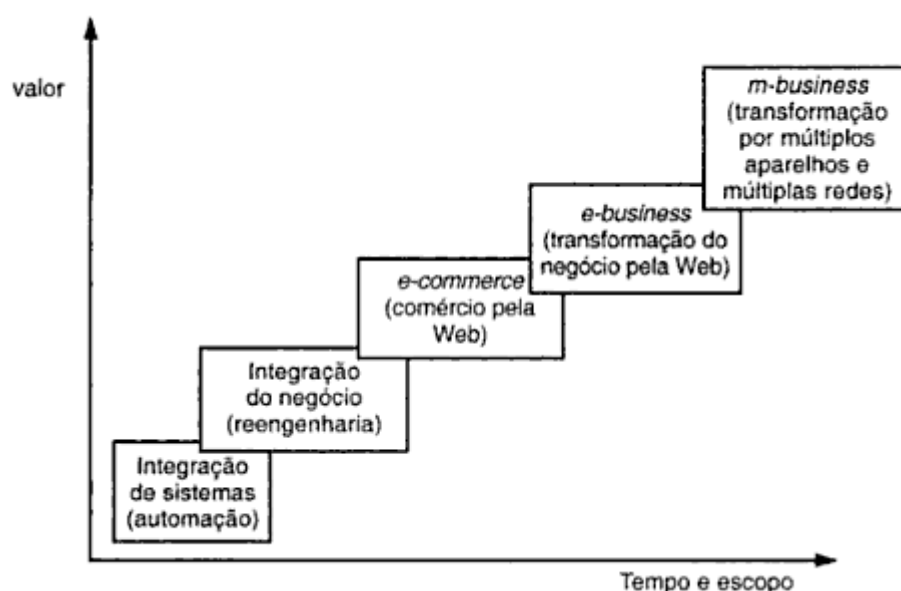 valor
m-business
(transformação
por múltiplos
aparelhos e
múltiplas redes)
e-business
(transformação do
negócio pela Web)
e-commerce
(comércio pela
Web)
Integração
do negócio
(reengenharia)
Integração
de sistemas
(automação)
Tempo e escopo